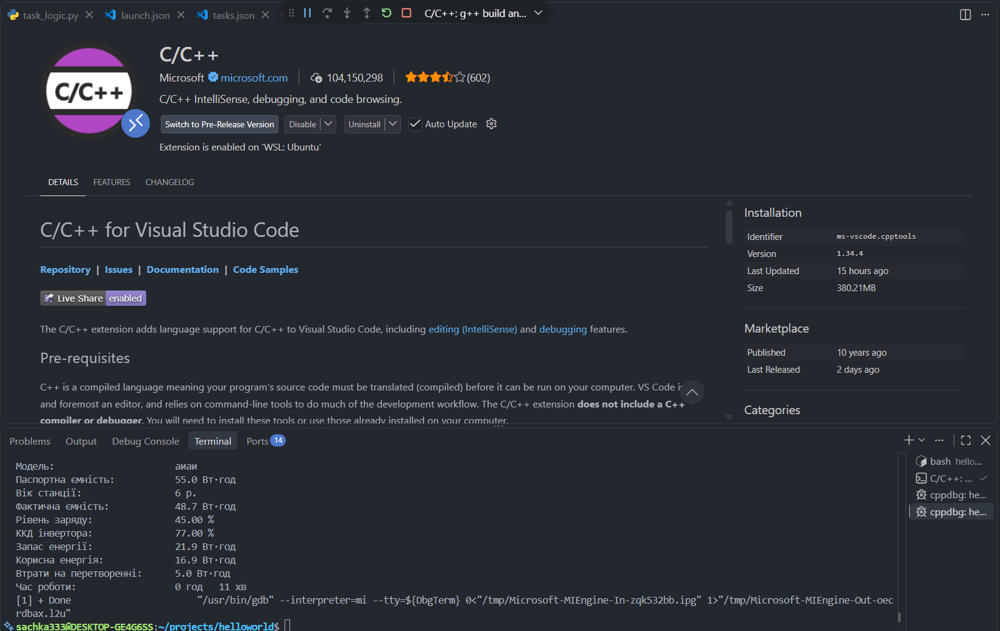 task_logic.py
launch.json
tasks.json
C/C++: g++ build an...
C/C++
C/C++
Microsoft microsoft.com 104,150,298 (602)
C/C++ IntelliSense, debugging, and code browsing.
Switch to Pre-Release Version Disable Uninstall Auto Update
Extension is enabled on 'WSL: Ubuntu'
DETAILS FEATURES CHANGELOG
C/C++ for Visual Studio Code
Repository | Issues | Documentation | Code Samples
Live Share enabled
The C/C++ extension adds language support for C/C++ to Visual Studio Code, including editing (IntelliSense) and debugging features.
Pre-requisites
C++ is a compiled language meaning your program's source code must be translated (compiled) before it can be run on your computer. VS Code
and foremost an editor, and relies on command-line tools to do much of the development workflow. The C/C++ extension does not include a C++
compiler or debugger. You will need to install these tools or use those already installed on your computer.
Installation
Identifier ms-vscode.cpptools
Version 1.34.4
Last Updated 15 hours ago
Size 380.21MB
Marketplace
Published 10 years ago
Last Released 2 days ago
Categories
Problems Output Debug Console Terminal Ports 14
Модель: аиаи
Паспортна ємність: 55.0 Вт·год
Вік станції: 6 р.
Фактична ємність: 48.7 Вт·год
Рівень заряду: 45.00 %
ККД інвертора: 77.00 %
Запас енергії: 21.9 Вт·год
Корисна енергія: 16.9 Вт·год
Втрати на перетворенні: 5.0 Вт·год
Час роботи: 0 год 11 хв
[1] + Done "/usr/bin/gdb" --interpreter=mi --tty=${DbgTerm} 0<"/tmp/Microsoft-MIEngine-In-zqk532bb.ipg" 1>"/tmp/Microsoft-MIEngine-Out-oec
rdbax.l2u"
sachka333@DESKTOP-GE4G6SS:~/projects/helloworld$
bash hello...
C/C++: ...
cppdbg: he...
cppdbg: he...